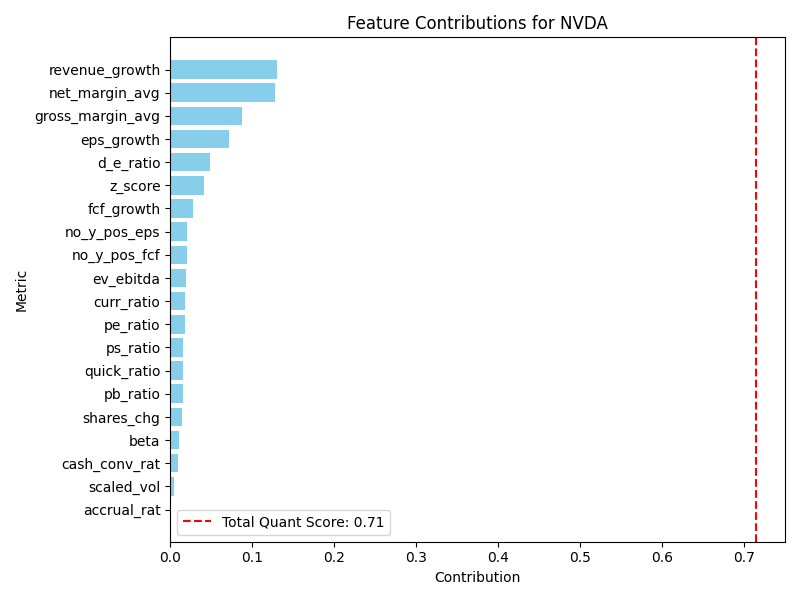 Feature Contributions for NVDA
Metric
revenue_growth
net_margin_avg
gross_margin_avg
eps_growth
d_e_ratio
z_score
fcf_growth
no_y_pos_eps
no_y_pos_fcf
ev_ebitda
curr_ratio
pe_ratio
ps_ratio
quick_ratio
pb_ratio
shares_chg
beta
cash_conv_rat
scaled_vol
accrual_rat
Total Quant Score: 0.71
0.0 0.1 0.2 0.3 0.4 0.5 0.6 0.7
Contribution